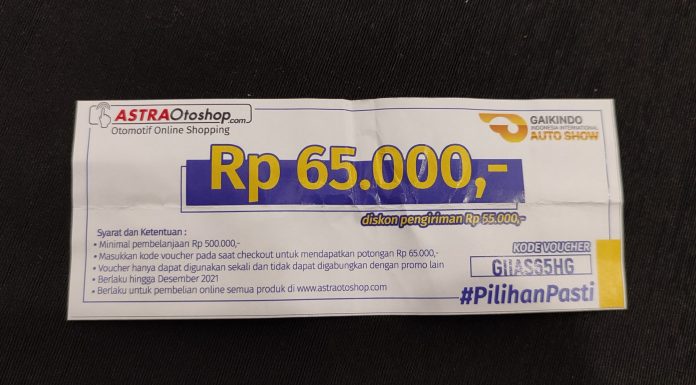 ASTRAOtoshop.com
Otomotif Online Shopping
GAIKINDO
INDONESIA INTERNATIONAL
AUTO SHOW
Rp 65.000,-
diskon pengiriman Rp 55.000,-
Syarat dan Ketentuan :
• Minimal pembelanjaan Rp 500.000,-
• Masukkan kode voucher pada saat checkout untuk mendapatkan potongan Rp 65.000,-
• Voucher hanya dapat digunakan sekali dan tidak dapat digabungkan dengan promo lain
• Berlaku hingga Desember 2021
• Berlaku untuk pembelian online semua produk di www.astraotoshop.com
KODE VOUCHER
GIIAS65HG
#PilihanPasti